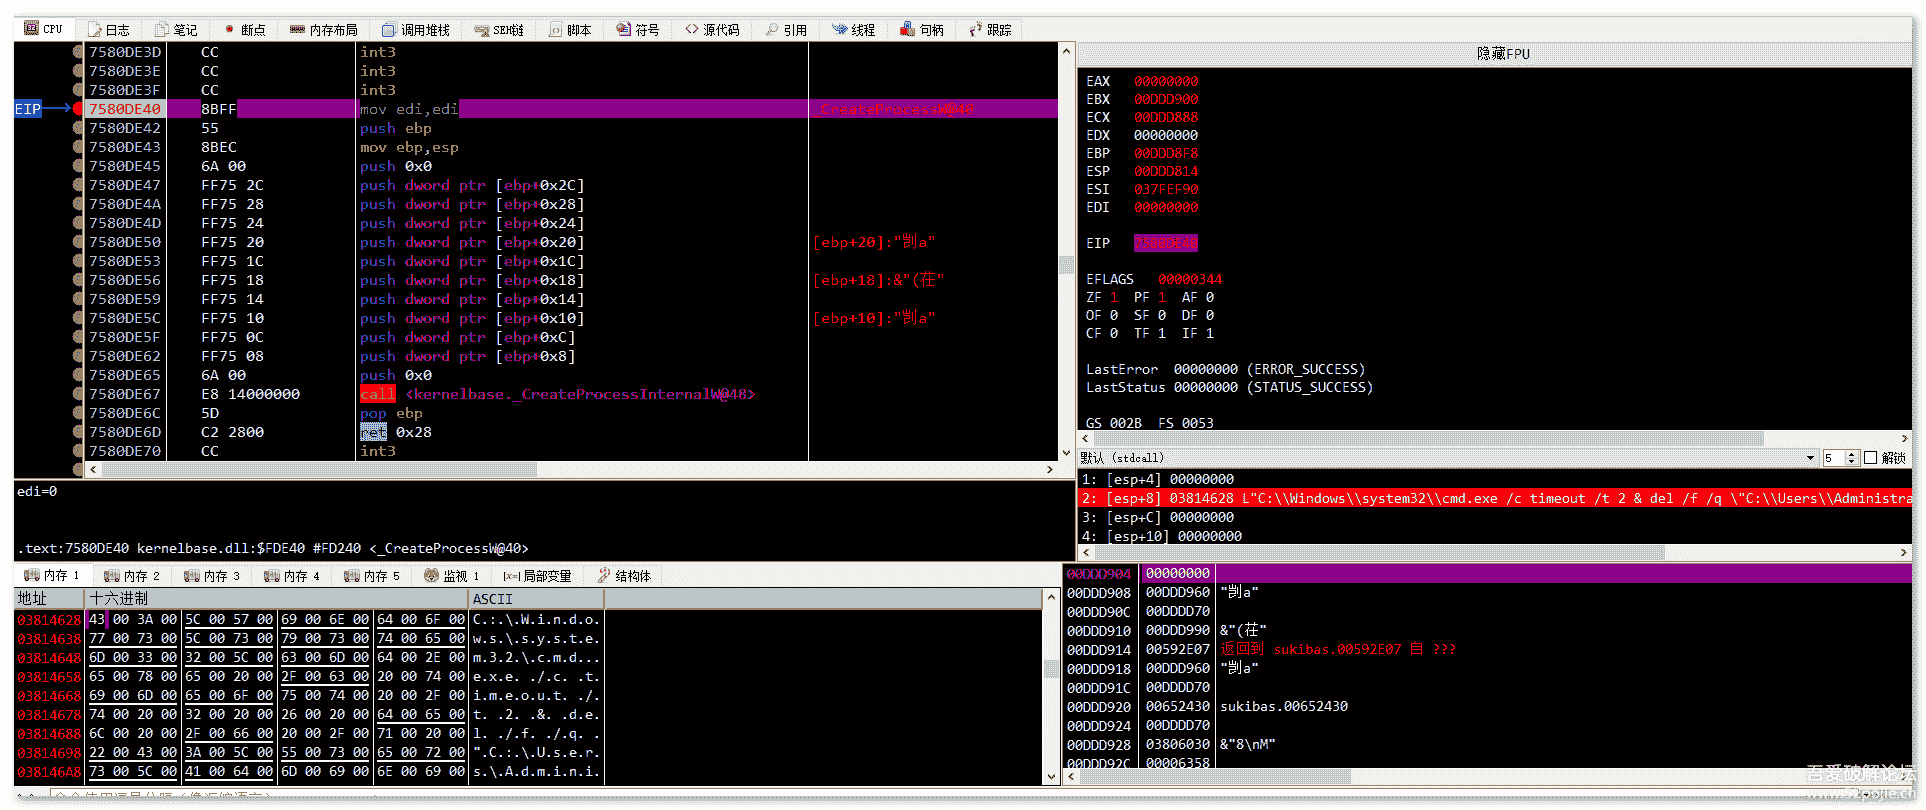 CPU 日志 笔记 断点 内存布局 调用堆栈 SEH链 脚本 符号 源代码 引用 线程 句柄 跟踪
7580DE3D CC int3
7580DE3E CC int3
7580DE3F CC int3
EIP 7580DE40 8BFF mov edi,edi _CreateProcessW@40
7580DE42 55 push ebp
7580DE43 8BEC mov ebp,esp
7580DE45 6A 00 push 0x0
7580DE47 FF75 2C push dword ptr [ebp+0x2C]
7580DE4A FF75 28 push dword ptr [ebp+0x28]
7580DE4D FF75 24 push dword ptr [ebp+0x24]
7580DE50 FF75 20 push dword ptr [ebp+0x20] [ebp+20]:"剀a"
7580DE53 FF75 1C push dword ptr [ebp+0x1C]
7580DE56 FF75 18 push dword ptr [ebp+0x18] [ebp+18]:&"(茌"
7580DE59 FF75 14 push dword ptr [ebp+0x14]
7580DE5C FF75 10 push dword ptr [ebp+0x10] [ebp+10]:"剀a"
7580DE5F FF75 0C push dword ptr [ebp+0xC]
7580DE62 FF75 08 push dword ptr [ebp+0x8]
7580DE65 6A 00 push 0x0
7580DE67 E8 14000000 call <kernelbase._CreateProcessInternalW@48>
7580DE6C 5D pop ebp
7580DE6D C2 2800 ret 0x28
7580DE70 CC int3
edi=0
.text:7580DE40 kernelbase.dll:$FDE40 #FD240 <_CreateProcessW@40>
隐藏FPU
EAX 00000000
EBX 00DDD900
ECX 00DDD888
EDX 00000000
EBP 00DDD8F8
ESP 00DDD814
ESI 037FEF90
EDI 00000000
EIP 7580DE40
EFLAGS 00000344
ZF 1 PF 1 AF 0
OF 0 SF 0 DF 0
CF 0 TF 1 IF 1
LastError 00000000 (ERROR_SUCCESS)
LastStatus 00000000 (STATUS_SUCCESS)
GS 002B FS 0053
默认 (stdcall) 5 解锁
1: [esp+4] 00000000
2: [esp+8] 03814628 L"C:\\Windows\\system32\\cmd.exe /c timeout /t 2 & del /f /q \"C:\\Users\\Administra
3: [esp+C] 00000000
4: [esp+10] 00000000
内存 1 内存 2 内存 3 内存 4 内存 5 监视 1 [x=] 局部变量 结构体
地址 十六进制 ASCII
03814628 43 00 3A 00 5C 00 57 00 69 00 6E 00 64 00 6F 00 C.:.\.W.i.n.d.o.
03814638 77 00 73 00 5C 00 73 00 79 00 73 00 74 00 65 00 w.s.\.s.y.s.t.e.
03814648 6D 00 33 00 32 00 5C 00 63 00 6D 00 64 00 2E 00 m.3.2.\.c.m.d...
03814658 65 00 78 00 65 00 20 00 2F 00 63 00 20 00 74 00 e.x.e. ./.c. .t.
03814668 69 00 6D 00 65 00 6F 00 75 00 74 00 20 00 2F 00 i.m.e.o.u.t. ./.
03814678 74 00 20 00 32 00 20 00 26 00 20 00 64 00 65 00 t. .2. .&. .d.e.
03814688 6C 00 20 00 2F 00 66 00 20 00 2F 00 71 00 20 00 l. ./.f. ./.q. .
03814698 22 00 43 00 3A 00 5C 00 55 00 73 00 65 00 72 00 ".C.:.\.U.s.e.r.
038146A8 73 00 5C 00 41 00 64 00 6D 00 69 00 6E 00 69 00 s.\.A.d.m.i.n.i.
00DDD904 00000000
00DDD908 00DDD960 "剀a"
00DDD90C 00DDDD70
00DDD910 00DDD990 &"(茌"
00DDD914 00592E07 返回到 sukibas.00592E07 自 ???
00DDD918 00DDD960 "剀a"
00DDD91C 00DDDD70
00DDD920 00652430 sukibas.00652430
00DDD924 00DDDD70
00DDD928 03806030 &"8\nM"
00DDD92C 00006358
吾爱破解论坛
www.52pojie.cn